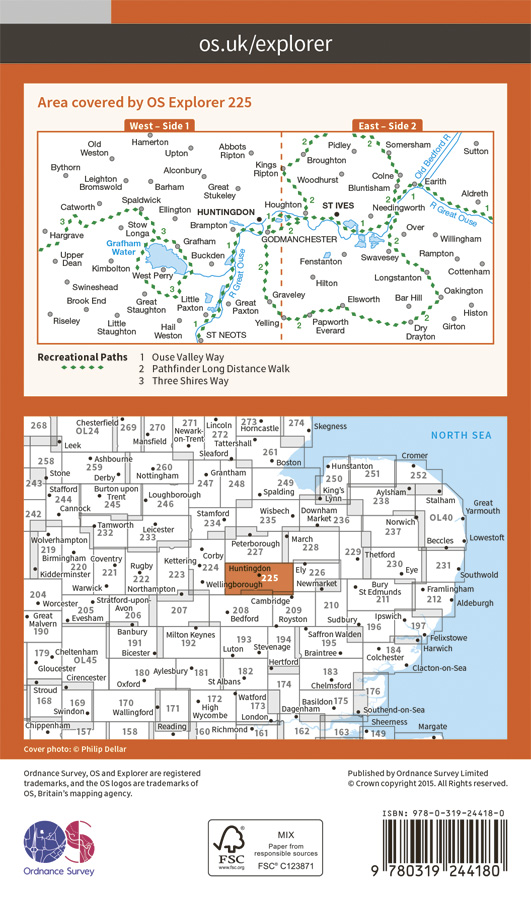 os.uk/explorer
Area covered by OS Explorer 225
West – Side 1
East – Side 2
Old Weston
Hamerton
Upton
Abbots Ripton
Kings Ripton
Pidley
Broughton
Somersham
Sutton
Old Bedford R
Bythorn
Leighton Bromswold
Alconbury
Barham
Great Stukeley
Woodhurst
Colne
Bluntisham
Earith
Aldreth
Catworth
Spaldwick
Ellington
HUNTINGDON
Houghton
ST IVES
Needingworth
R Great Ouse
Hargrave
Stow Longa
Brampton
GODMANCHESTER
Over
Willingham
Grafham Water
Grafham
Buckden
Upper Dean
Kimbolton
West Perry
R Great Ouse
Fenstanton
Swavesey
Rampton
Cottenham
Hilton
Longstanton
Swineshead
Brook End
Great Staughton
Little Paxton
Great Paxton
Graveley
Elsworth
Bar Hill
Oakington
Histon
Riseley
Little Staughton
Hail Weston
ST NEOTS
Yelling
Papworth Everard
Dry Drayton
Girton
3
3
3
1
1
1
1
2
2
2
2
2
2
2
Recreational Paths
1 Ouse Valley Way
2 Pathfinder Long Distance Walk
3 Three Shires Way
268
Chesterfield
OL24
269
270
Mansfield
271
Newark-on-Trent
Lincoln
272
273
Horncastle
274
Skegness
NORTH SEA
Leek
Tattershall
Sleaford
261
Boston
258
Ashbourne
259
Derby
260
Nottingham
Grantham
247
248
249
Spalding
Hunstanton
250
251
Cromer
252
Stone
243
Stafford
244
Burton upon Trent
245
Loughborough
246
King's Lynn
Aylsham
238
Stalham
Great Yarmouth
242
Cannock
Stamford
234
Wisbech
235
Downham Market
236
Norwich
237
OL40
Tamworth
232
Leicester
233
Wolverhampton
219
Peterborough
227
March
228
Beccles
Lowestoft
Birmingham
220
Coventry
221
Rugby
222
Kettering
223
Corby
224
Huntingdon
225
Ely
226
229
Thetford
230
Eye
231
Southwold
Kidderminster
Wellingborough
Newmarket
Warwick
Northampton
Bury St Edmunds
211
Framlingham
212
Aldeburgh
204
Worcester
205
Stratford-upon-Avon
206
207
208
Bedford
Cambridge
209
Royston
210
Sudbury
196
Ipswich
197
Great Malvern
190
Evesham
Banbury
191
Milton Keynes
192
193
194
Saffron Walden
195
Felixstowe
Harwich
179
Cheltenham
OL45
Bicester
Luton
Stevenage
Braintree
184
Colchester
Gloucester
Cirencester
180
Oxford
Aylesbury
181
182
St Albans
Hertford
174
183
Chelmsford
Clacton-on-Sea
Stroud
168
169
170
Wallingford
171
172
High Wycombe
Watford
173
London
Basildon
175
176
Swindon
Dagenham
Southend-on-Sea
Chippenham
157
158
Reading
160
Richmond
161
162
163
Sheerness
149
Margate
Cover photo: © Philip Dellar
Ordnance Survey, OS and Explorer are registered
trademarks, and the OS logos are trademarks of
OS, Britain's mapping agency.
Published by Ordnance Survey Limited
© Crown copyright 2015. All Rights reserved.
Ordnance Survey
FSC
www.fsc.org
MIX
Paper from
responsible sources
FSC® C123871
ISBN: 978-0-319-24418-0
9 780319 244180